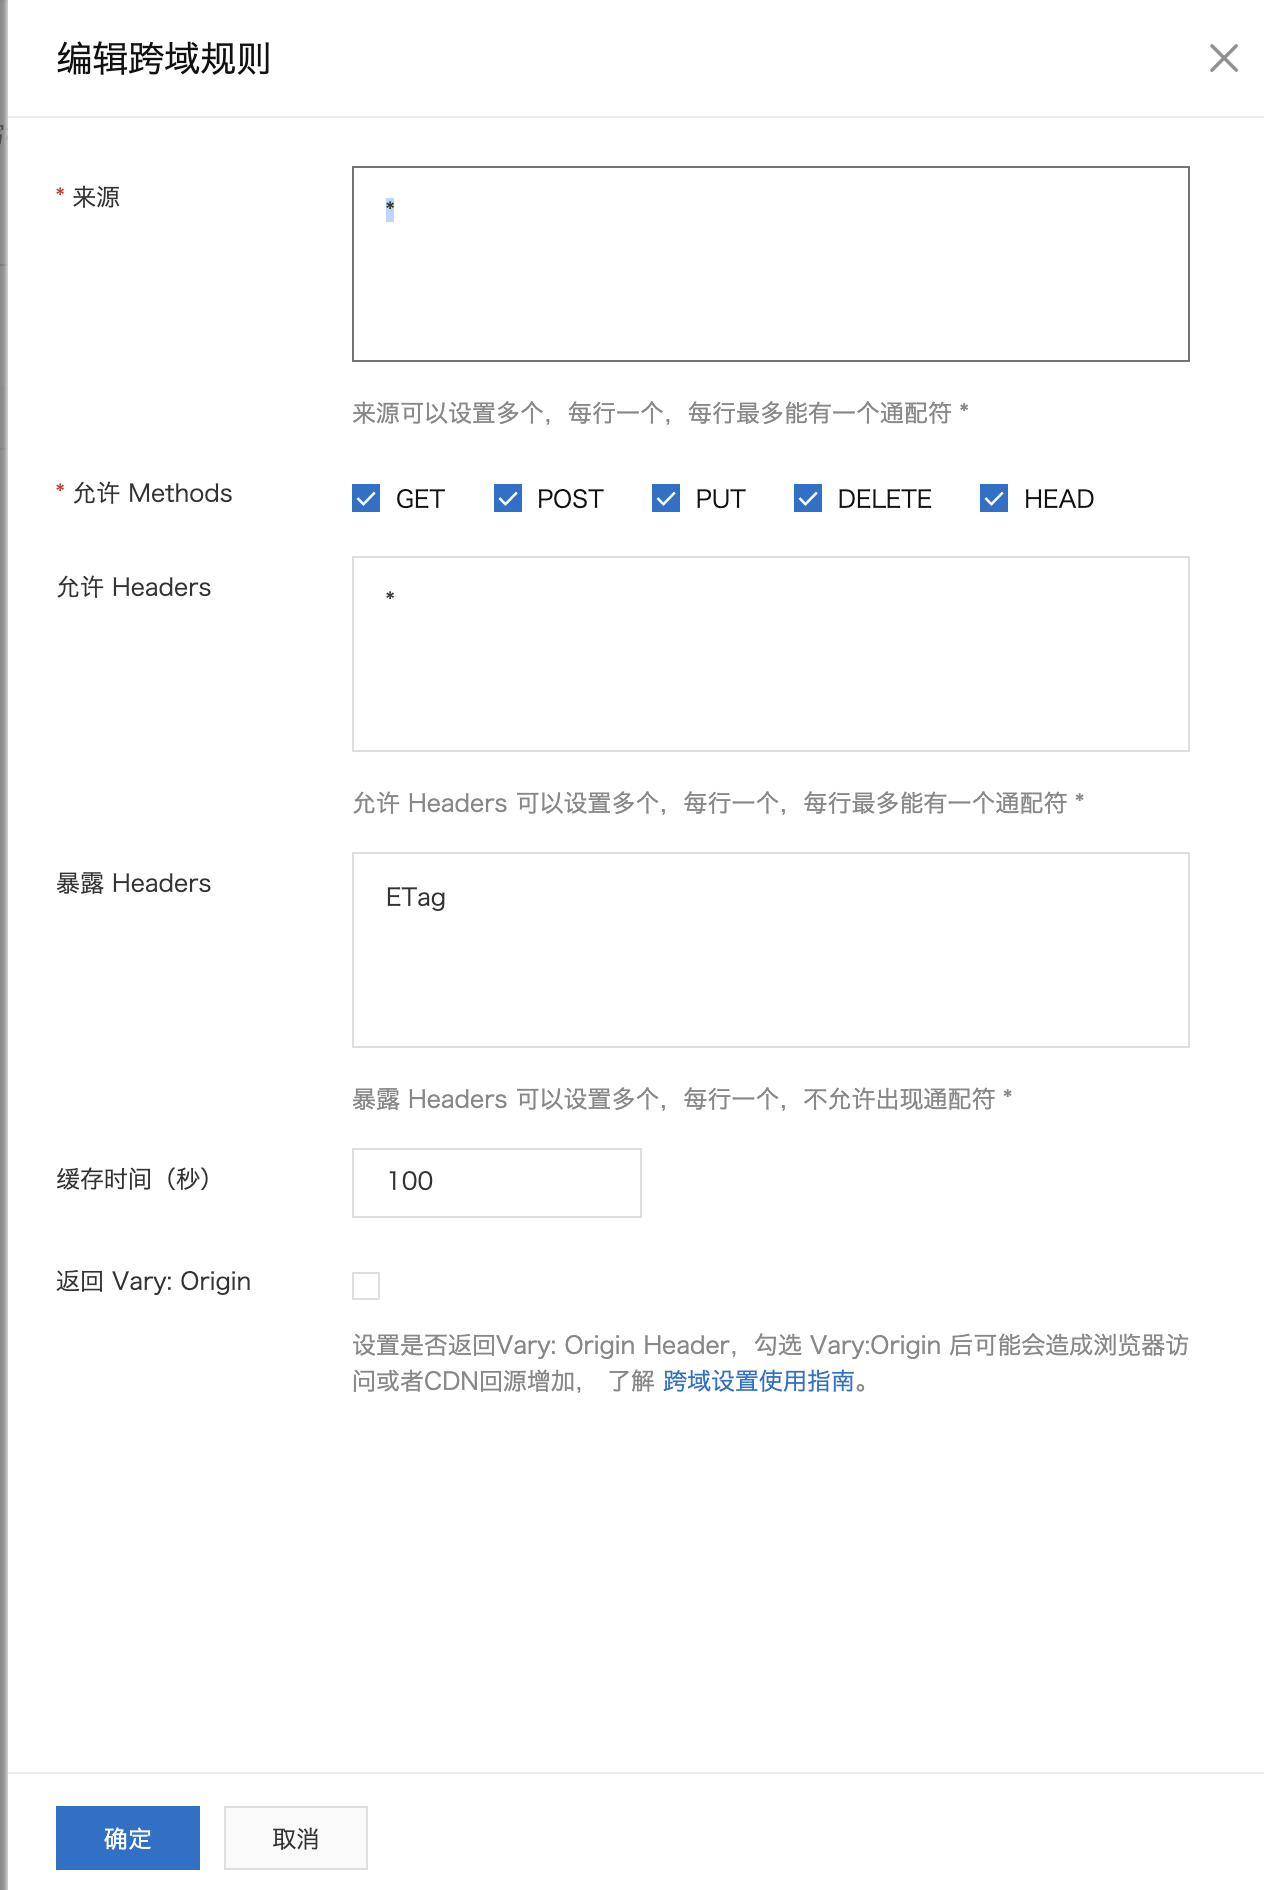 编辑跨域规则
* 来源
*
来源可以设置多个，每行一个，每行最多能有一个通配符 *
* 允许 Methods
GET POST PUT DELETE HEAD
允许 Headers
*
允许 Headers 可以设置多个，每行一个，每行最多能有一个通配符 *
暴露 Headers
ETag
暴露 Headers 可以设置多个，每行一个，不允许出现通配符 *
缓存时间（秒）
100
返回 Vary: Origin
设置是否返回Vary: Origin Header，勾选 Vary:Origin 后可能会造成浏览器访
问或者CDN回源增加， 了解 跨域设置使用指南。
确定 取消